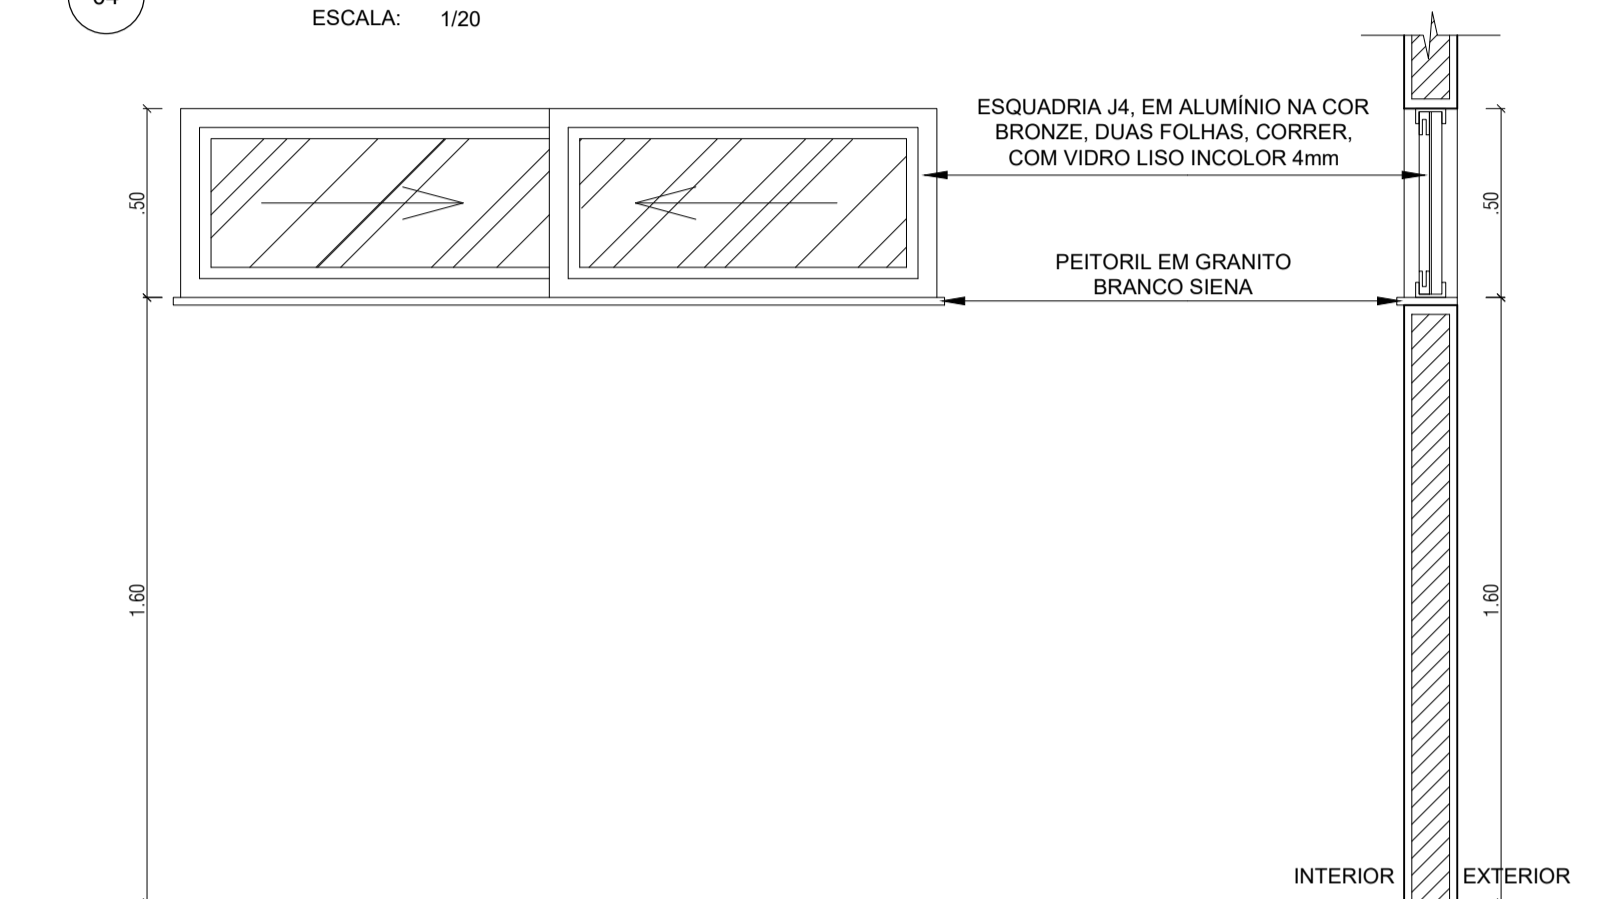 ESCALA: 1/20
ESQUADRIA J4, EM ALUMÍNIO NA COR
BRONZE, DUAS FOLHAS, CORRER,
COM VIDRO LISO INCOLOR 4mm
.50
.50
PEITORIL EM GRANITO
BRANCO SIENA
1.60
1.60
INTERIOR
EXTERIOR